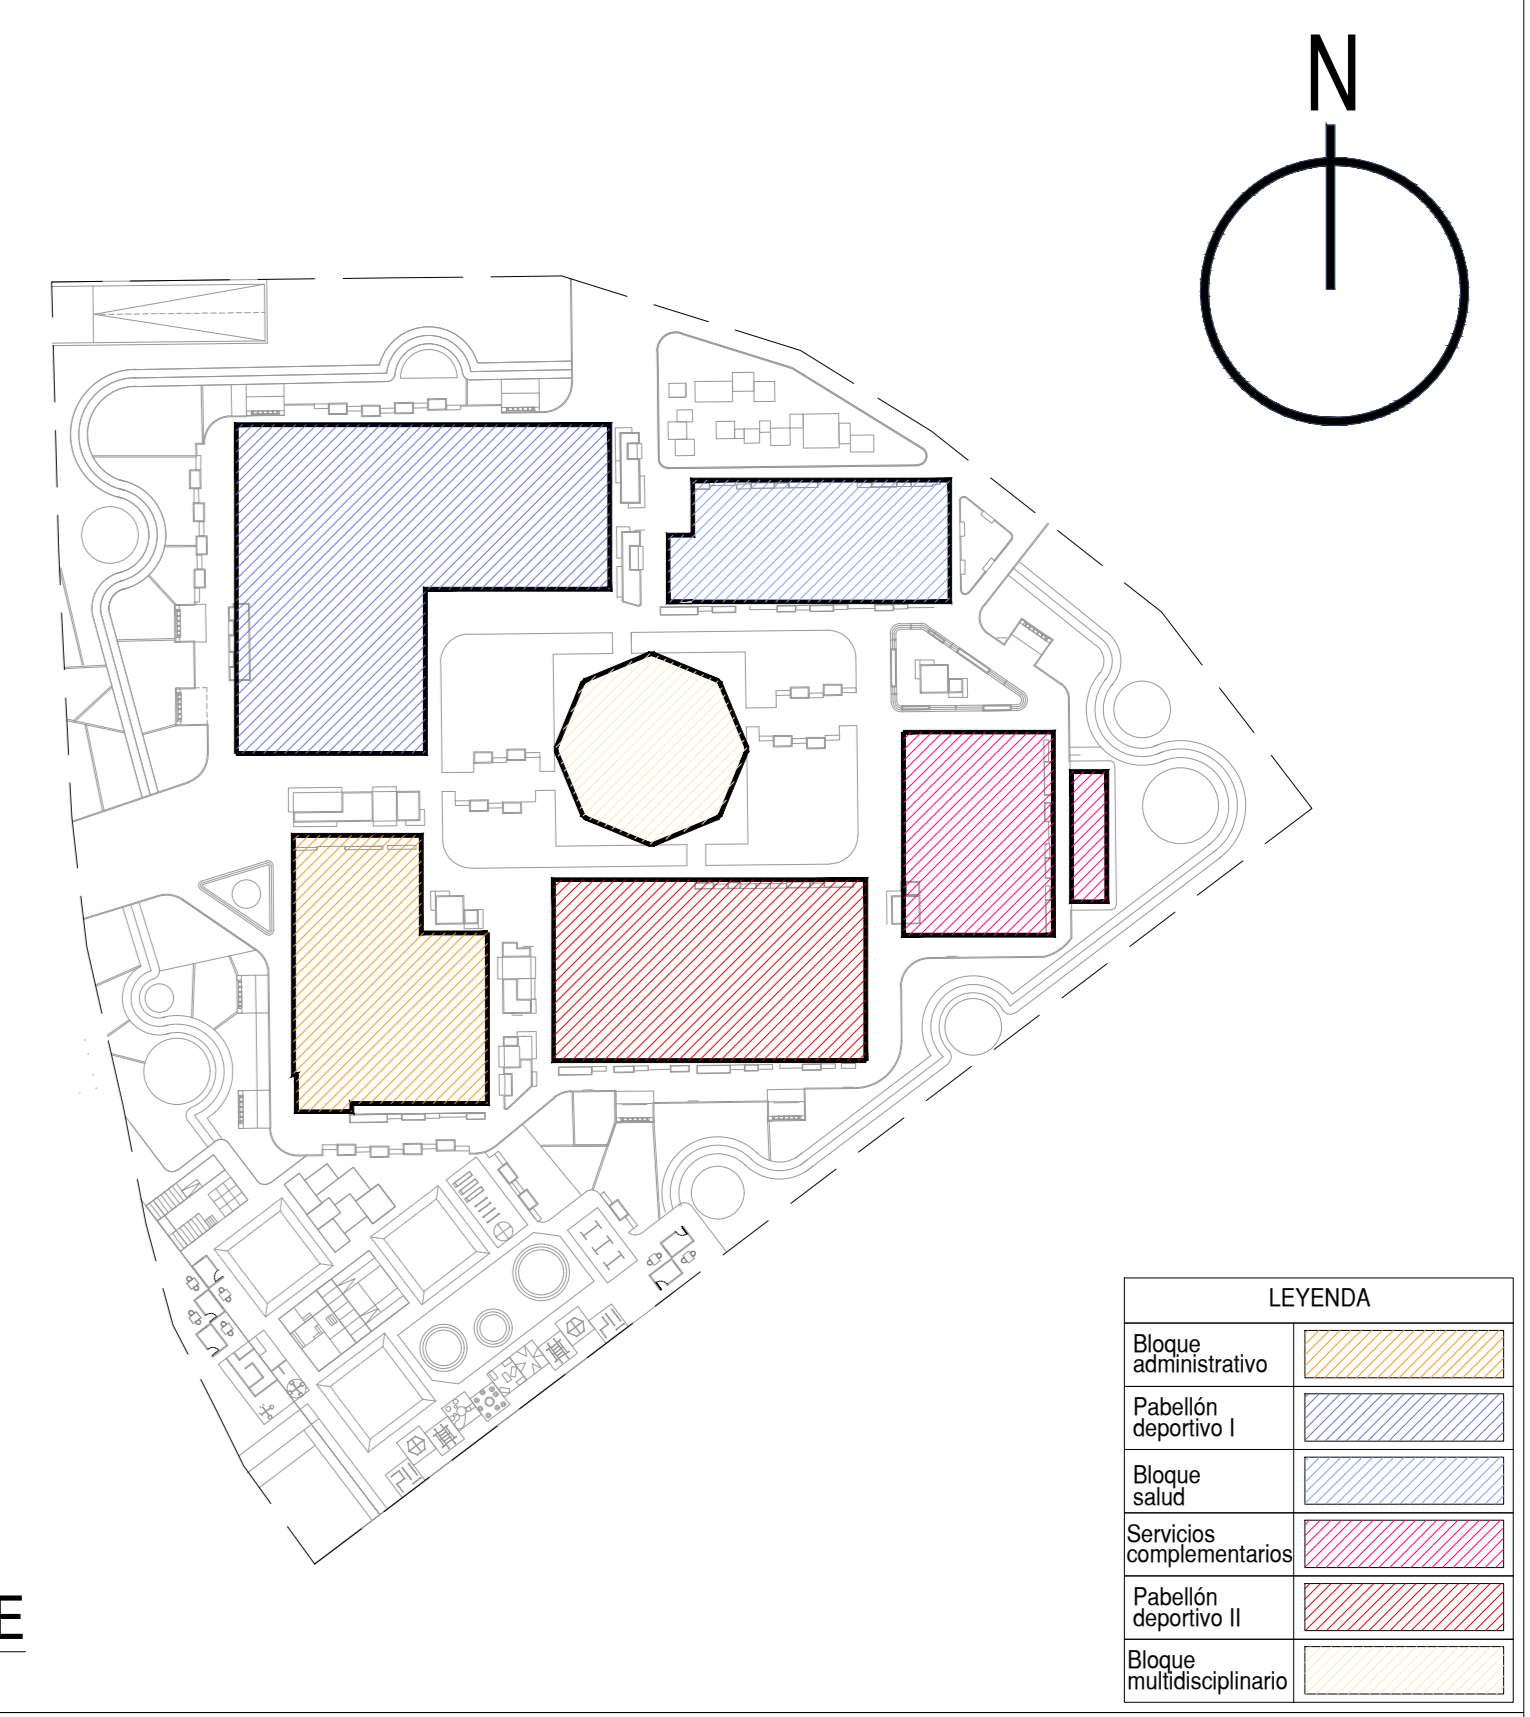 N
LEYENDA
Bloque
administrativo
Pabellón
deportivo I
Bloque
salud
Servicios
complementarios
Pabellón
deportivo II
Bloque
multidisciplinario
E